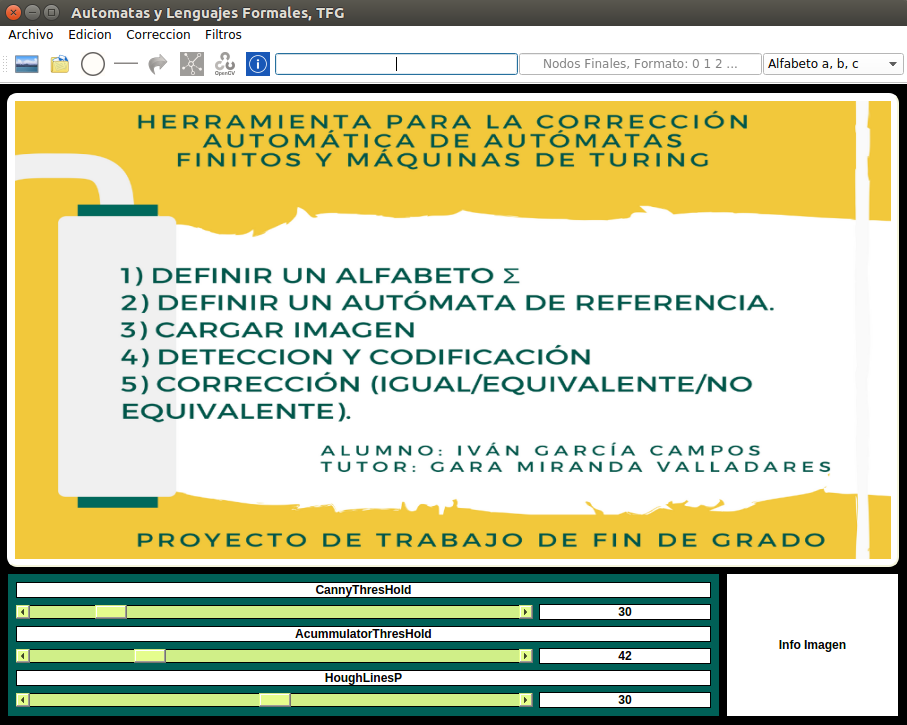 Automatas y Lenguajes Formales, TFG
Archivo Edicion Correccion Filtros
OpenCV
Nodos Finales, Formato: 0 1 2 ...
Alfabeto a, b, c
HERRAMIENTA PARA LA CORRECCIÓN
AUTOMÁTICA DE AUTÓMATAS
FINITOS Y MÁQUINAS DE TURING
1) DEFINIR UN ALFABETO Σ
2) DEFINIR UN AUTÓMATA DE REFERENCIA.
3) CARGAR IMAGEN
4) DETECCION Y CODIFICACIÓN
5) CORRECCIÓN (IGUAL/EQUIVALENTE/NO
EQUIVALENTE).
ALUMNO: IVÁN GARCÍA CAMPOS
TUTOR: GARA MIRANDA VALLADARES
PROYECTO DE TRABAJO DE FIN DE GRADO
CannyThresHold
30
AcummulatorThresHold
42
HoughLinesP
30
Info Imagen